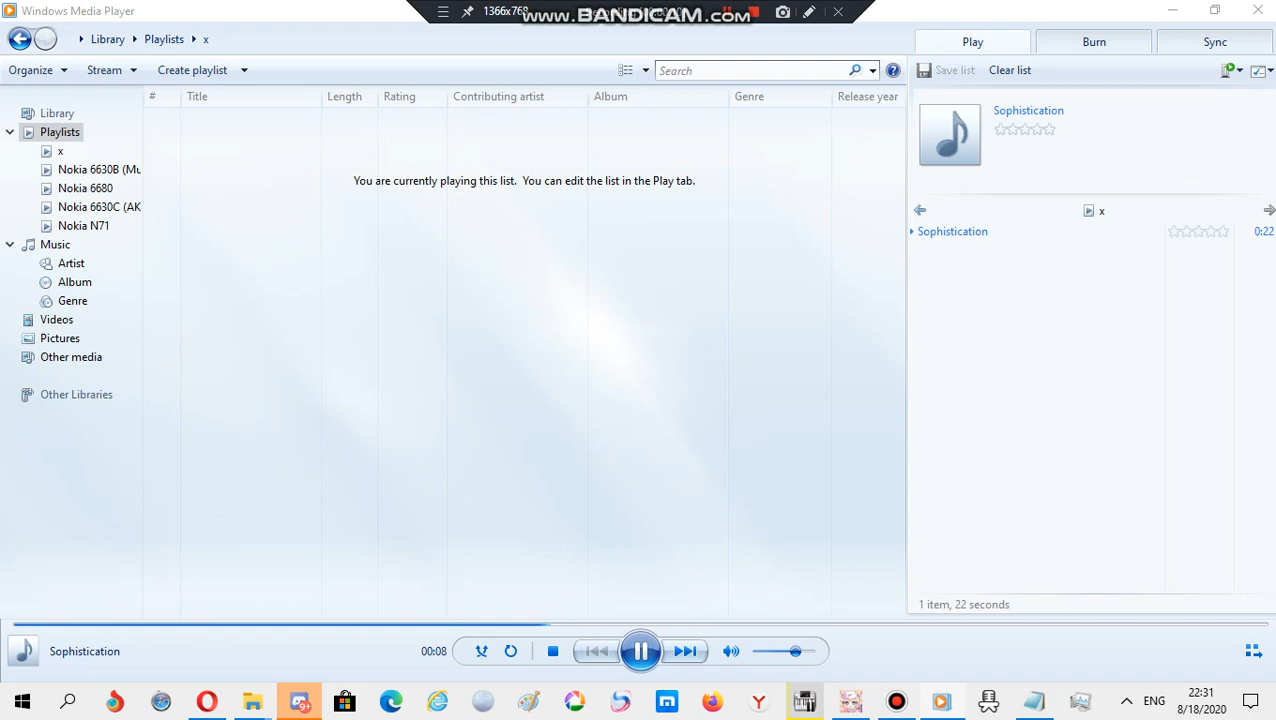 Windows Media Player
1366x768
www.BANDICAM.com
Library
Playlists
x
Play
Burn
Sync
Organize
Stream
Create playlist
Search
Save list
Clear list
#
Title
Length
Rating
Contributing artist
Album
Genre
Release year
Library
Playlists
x
Nokia 6630B (Mu
Nokia 6680
Nokia 6630C (AK
Nokia N71
Music
Artist
Album
Genre
Videos
Pictures
Other media
Other Libraries
You are currently playing this list. You can edit the list in the Play tab.
Sophistication
x
Sophistication
0:22
1 item, 22 seconds
Sophistication
00:08
9+
ENG
22:31
8/18/2020